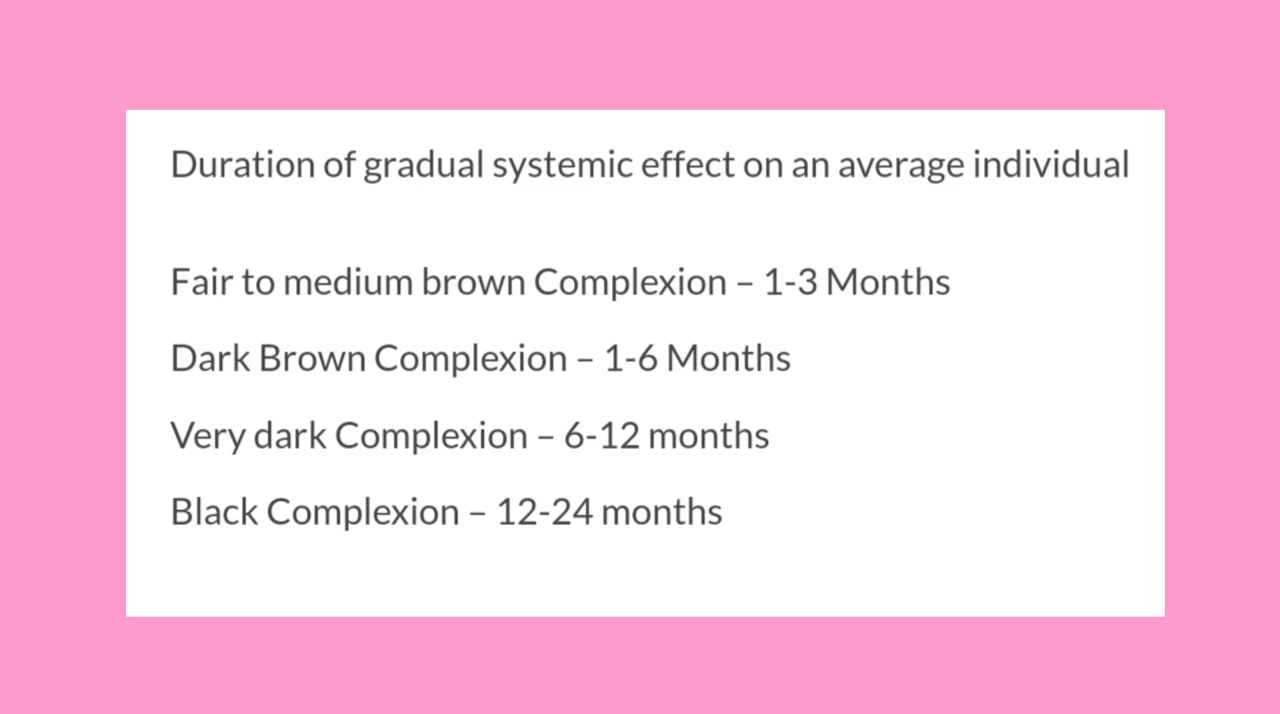 Duration of gradual systemic effect on an average individual
Fair to medium brown Complexion – 1-3 Months
Dark Brown Complexion – 1-6 Months
Very dark Complexion – 6-12 months
Black Complexion – 12-24 months